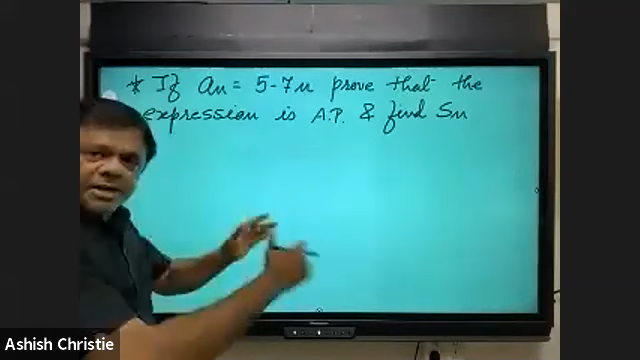 * If an = 5-7n prove that the
expression is A.P. & find Sn
Ashish Christie